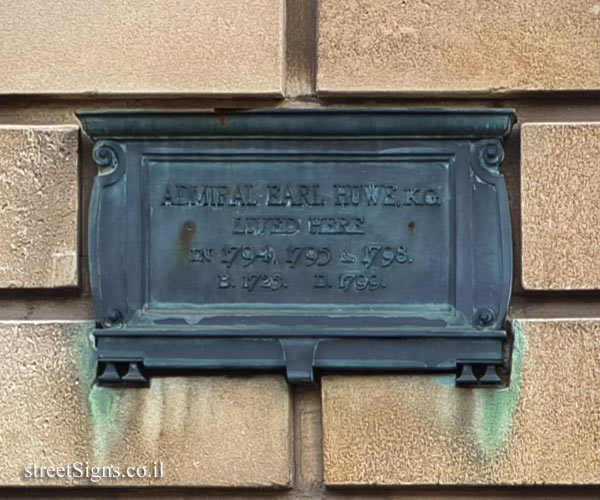 ADMIRAL EARL HOWE, K.G.
LIVED HERE
IN 1794, 1795 & 1798.
B. 1725. D. 1799.
streetSigns.co.il